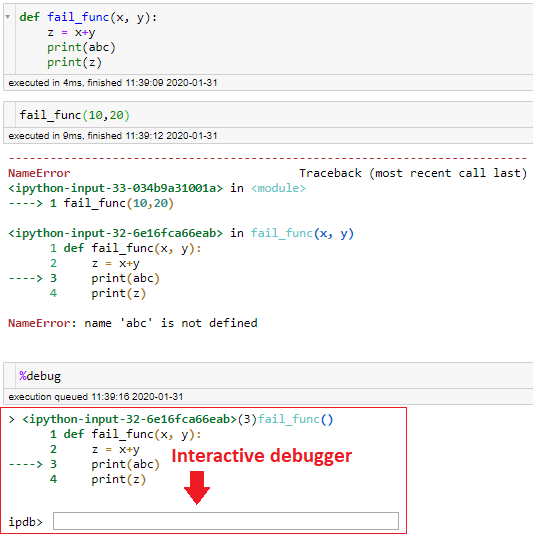 def fail_func(x, y):
    z = x+y
    print(abc)
    print(z)
executed in 4ms, finished 11:39:09 2020-01-31
fail_func(10,20)
executed in 9ms, finished 11:39:12 2020-01-31
---------------------------------------------------------------------------
NameError                                 Traceback (most recent call last)
<ipython-input-33-034b9a31001a> in <module>
----> 1 fail_func(10,20)
<ipython-input-32-6e16fca66eab> in fail_func(x, y)
      1 def fail_func(x, y):
      2     z = x+y
----> 3     print(abc)
      4     print(z)
NameError: name 'abc' is not defined
%debug
execution queued 11:39:16 2020-01-31
> <ipython-input-32-6e16fca66eab>(3)fail_func()
      1 def fail_func(x, y):
      2     z = x+y
----> 3     print(abc)
      4     print(z)
Interactive debugger
ipdb>